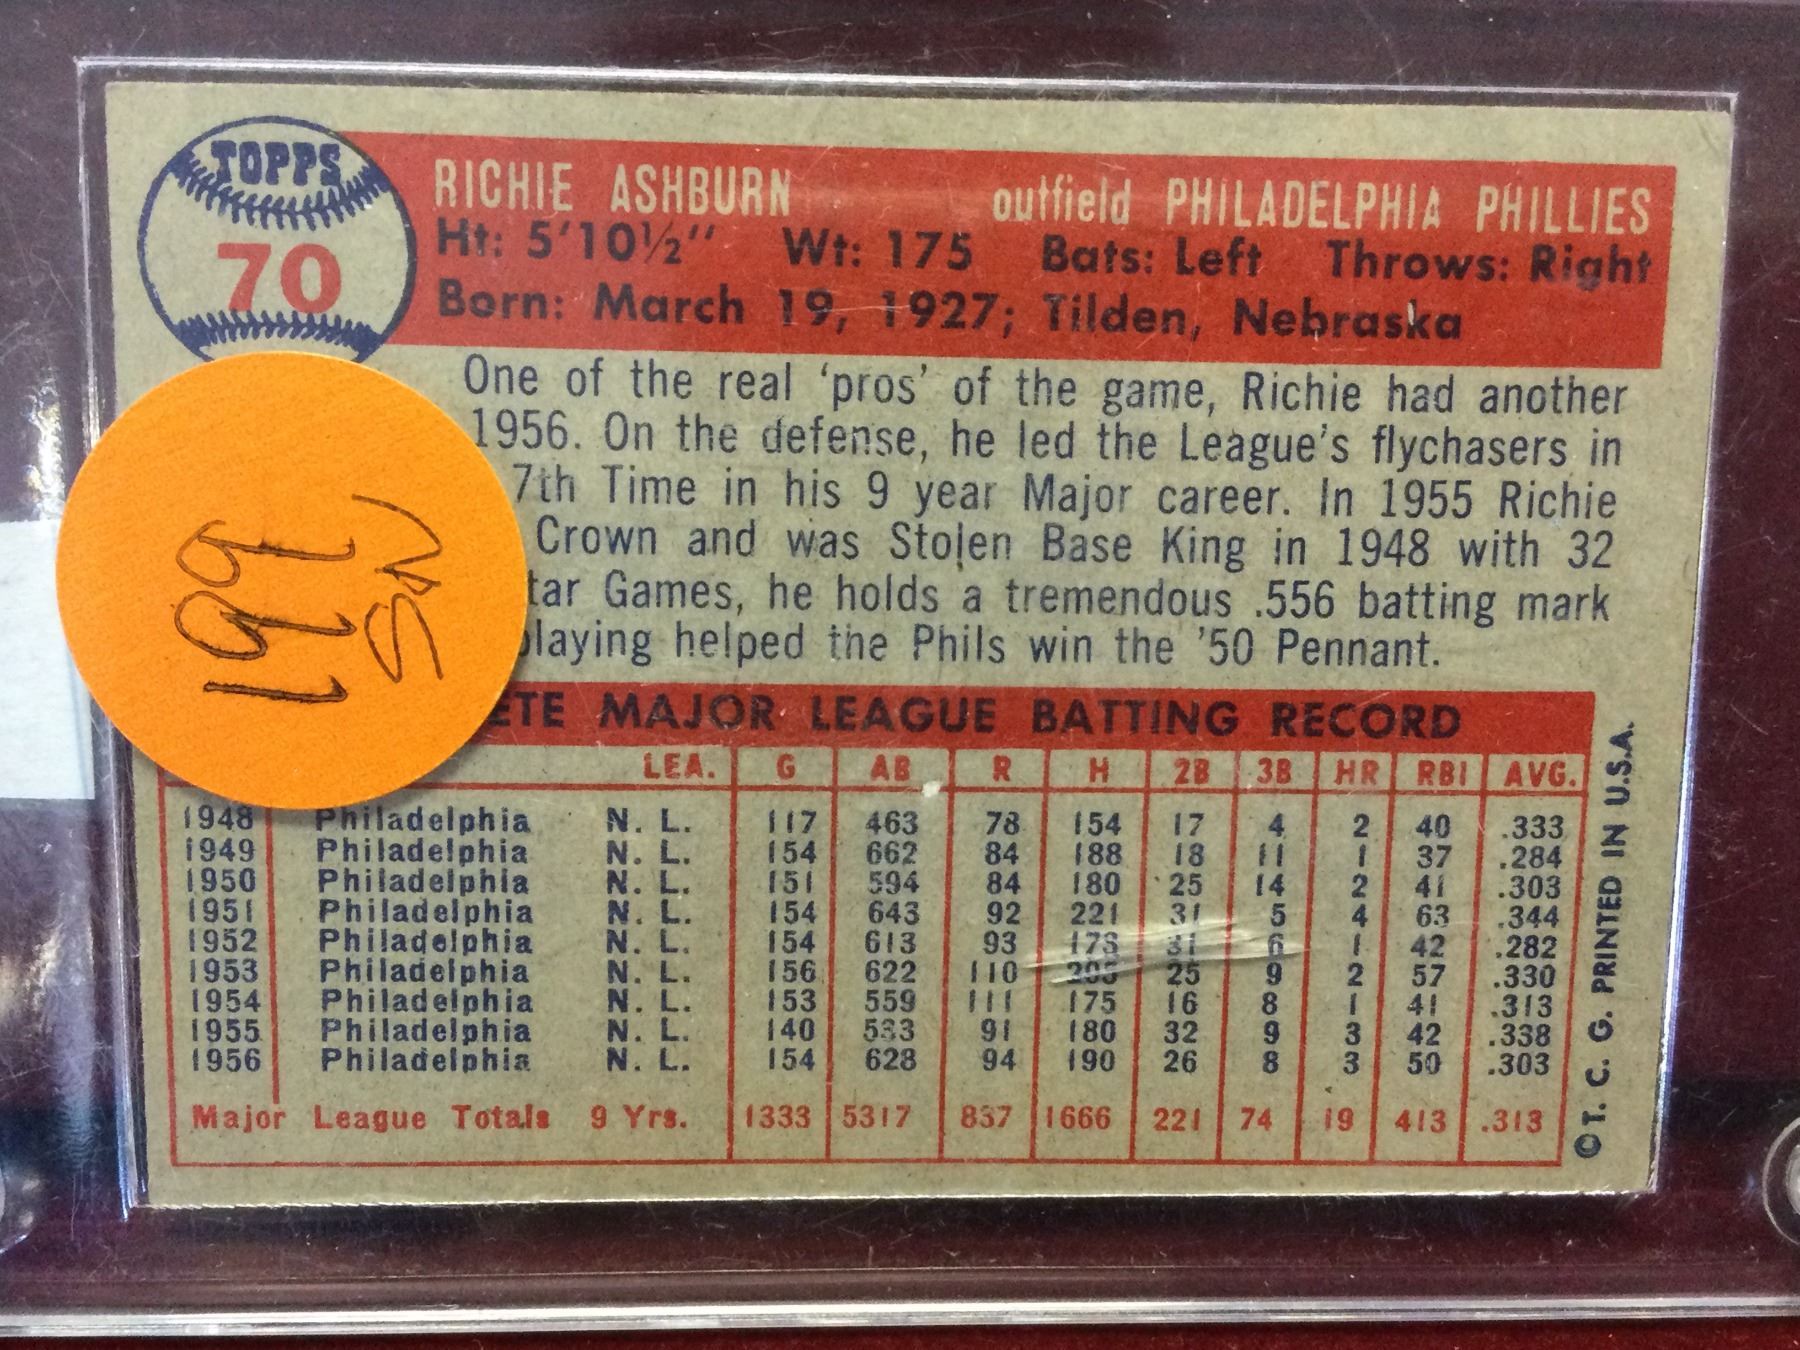 TOPPS
70
RICHIE ASHBURN outfield PHILADELPHIA PHILLIES
Ht: 5'10½" Wt: 175 Bats: Left Throws: Right
Born: March 19, 1927; Tilden, Nebraska
One of the real 'pros' of the game, Richie had another
1956. On the defense, he led the League's flychasers in
7th Time in his 9 year Major career. In 1955 Richie
Crown and was Stolen Base King in 1948 with 32
tar Games, he holds a tremendous .556 batting mark
playing helped the Phils win the '50 Pennant.
199
ETE MAJOR LEAGUE BATTING RECORD
LEA. G AB R H 2B 3B HR RBI AVG.
1948 Philadelphia N. L. 117 463 78 154 17 4 2 40 .333
1949 Philadelphia N. L. 154 662 84 188 18 11 1 37 .284
1950 Philadelphia N. L. 151 594 84 180 25 14 2 41 .303
1951 Philadelphia N. L. 154 643 92 221 31 5 4 63 .344
1952 Philadelphia N. L. 154 613 93 173 31 6 1 42 .282
1953 Philadelphia N. L. 156 622 110 205 25 9 2 57 .330
1954 Philadelphia N. L. 153 559 111 175 16 8 1 41 .313
1955 Philadelphia N. L. 140 533 91 180 32 9 3 42 .338
1956 Philadelphia N. L. 154 628 94 190 26 8 3 50 .303
Major League Totals 9 Yrs. 1333 5317 837 1666 221 74 19 413 .313
©T. C. G. PRINTED IN U.S.A.